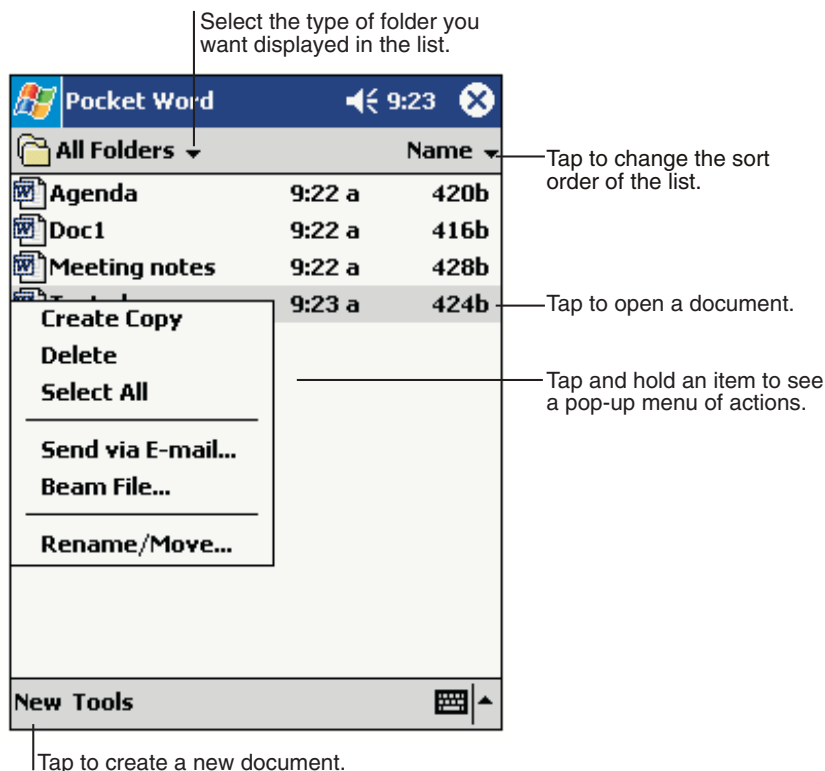 Select the type of folder you
want displayed in the list.
Pocket Word 9:23
All Folders Name
Tap to change the sort
order of the list.
Agenda 9:22 a 420b
Doc1 9:22 a 416b
Meeting notes 9:22 a 428b
9:23 a 424b
Tap to open a document.
Create Copy
Delete
Select All
Tap and hold an item to see
a pop-up menu of actions.
Send via E-mail...
Beam File...
Rename/Move...
New Tools
Tap to create a new document.